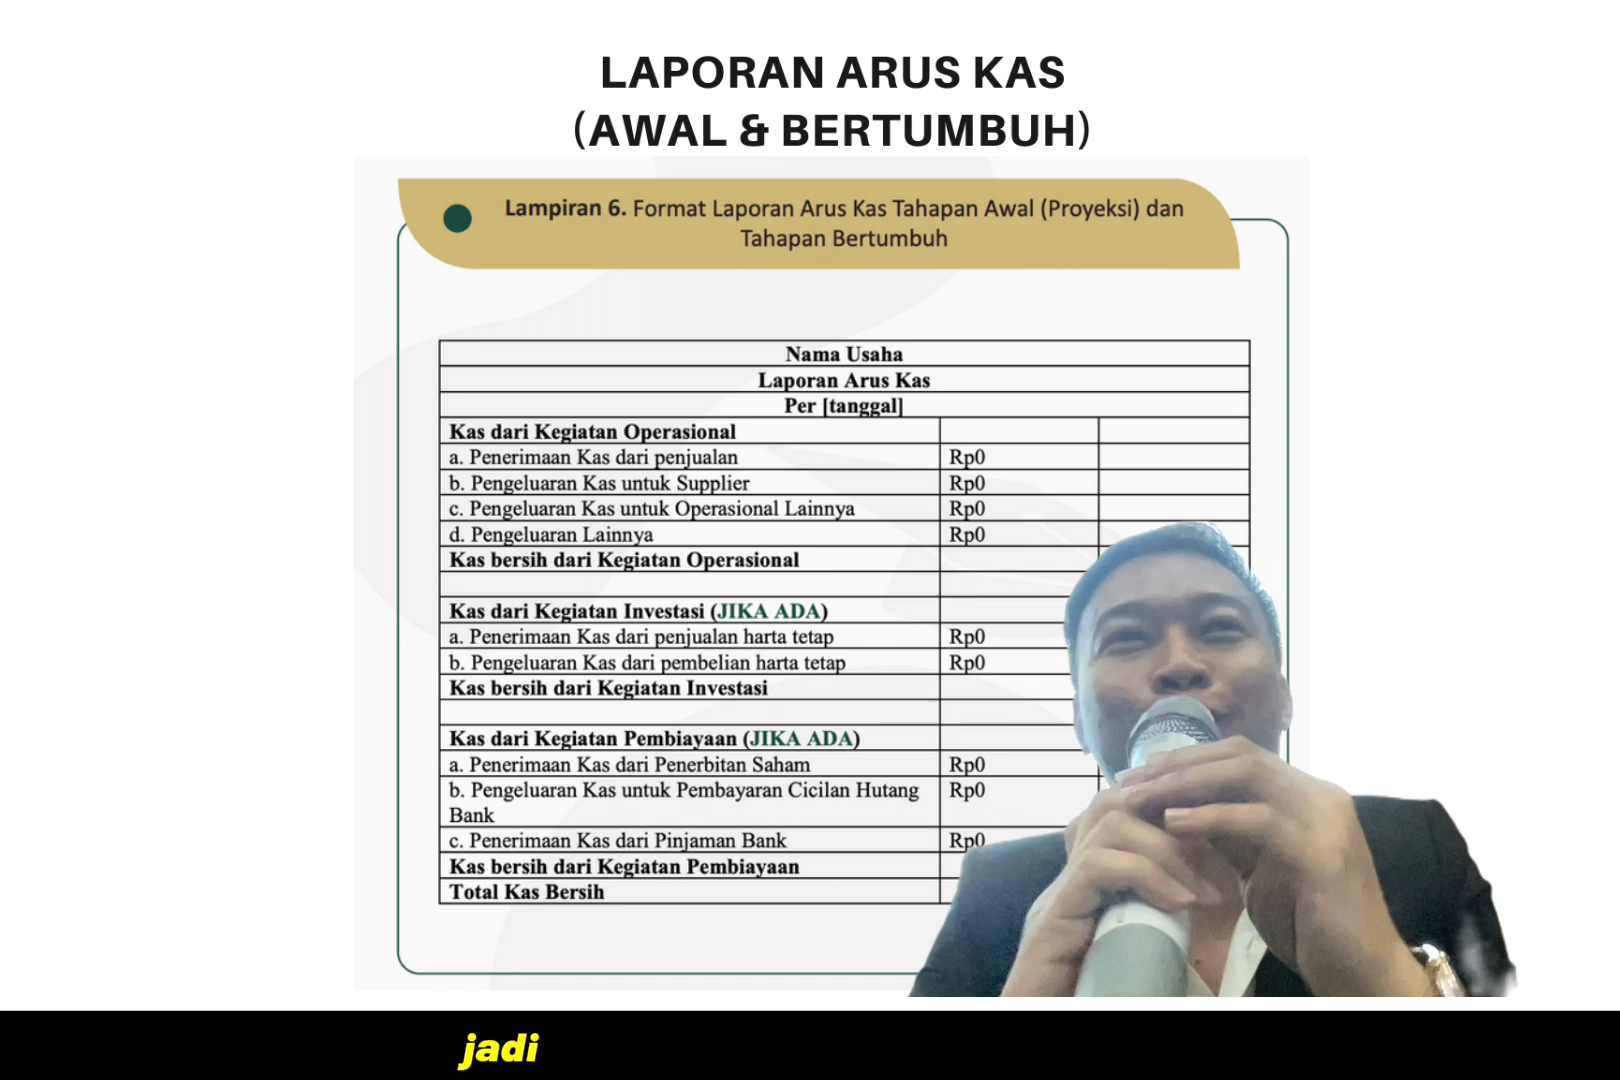 LAPORAN ARUS KAS
(AWAL & BERTUMBUH)
Lampiran 6. Format Laporan Arus Kas Tahapan Awal (Proyeksi) dan
Tahapan Bertumbuh
Nama Usaha
Laporan Arus Kas
Per [tanggal]
Kas dari Kegiatan Operasional
a. Penerimaan Kas dari penjualan Rp0
b. Pengeluaran Kas untuk Supplier Rp0
c. Pengeluaran Kas untuk Operasional Lainnya Rp0
d. Pengeluaran Lainnya Rp0
Kas bersih dari Kegiatan Operasional
Kas dari Kegiatan Investasi (JIKA ADA)
a. Penerimaan Kas dari penjualan harta tetap Rp0
b. Pengeluaran Kas dari pembelian harta tetap Rp0
Kas bersih dari Kegiatan Investasi
Kas dari Kegiatan Pembiayaan (JIKA ADA)
a. Penerimaan Kas dari Penerbitan Saham Rp0
b. Pengeluaran Kas untuk Pembayaran Cicilan Hutang Rp0
Bank
c. Penerimaan Kas dari Pinjaman Bank Rp0
Kas bersih dari Kegiatan Pembiayaan
Total Kas Bersih
jadi